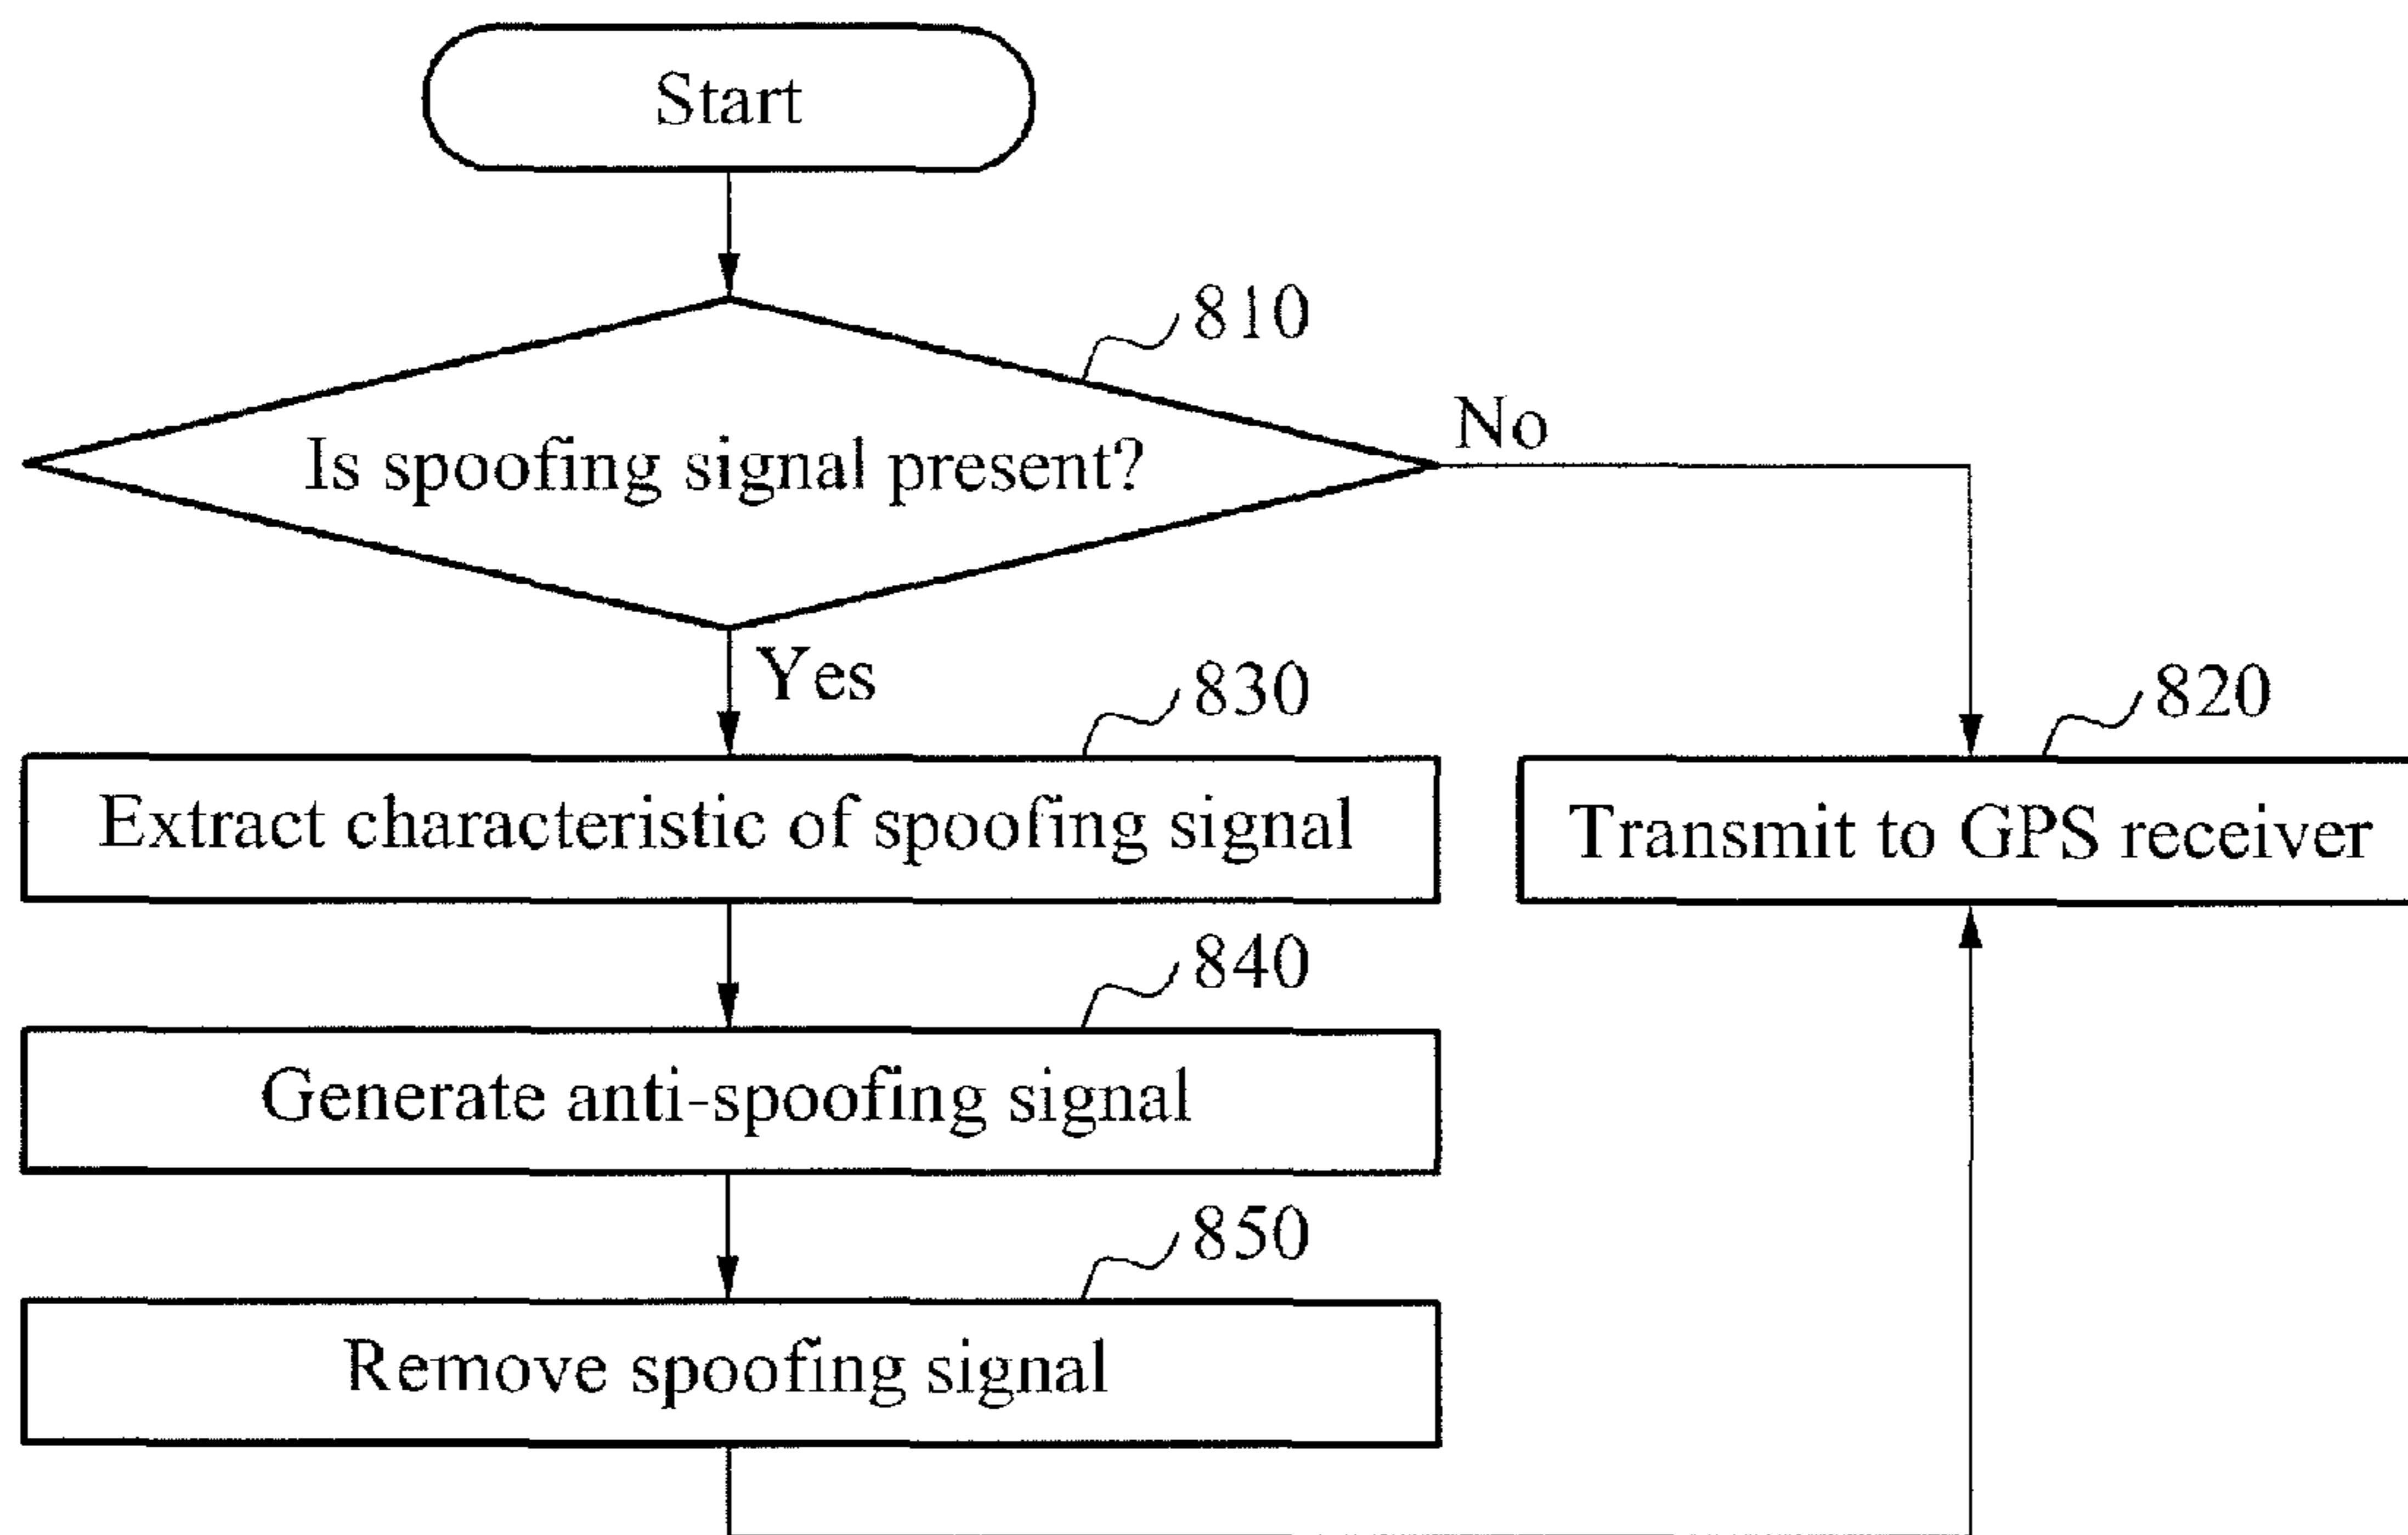 Start
810
Is spoofing signal present?
No
Yes
830
820
Extract characteristic of spoofing signal
Transmit to GPS receiver
840
Generate anti-spoofing signal
850
Remove spoofing signal